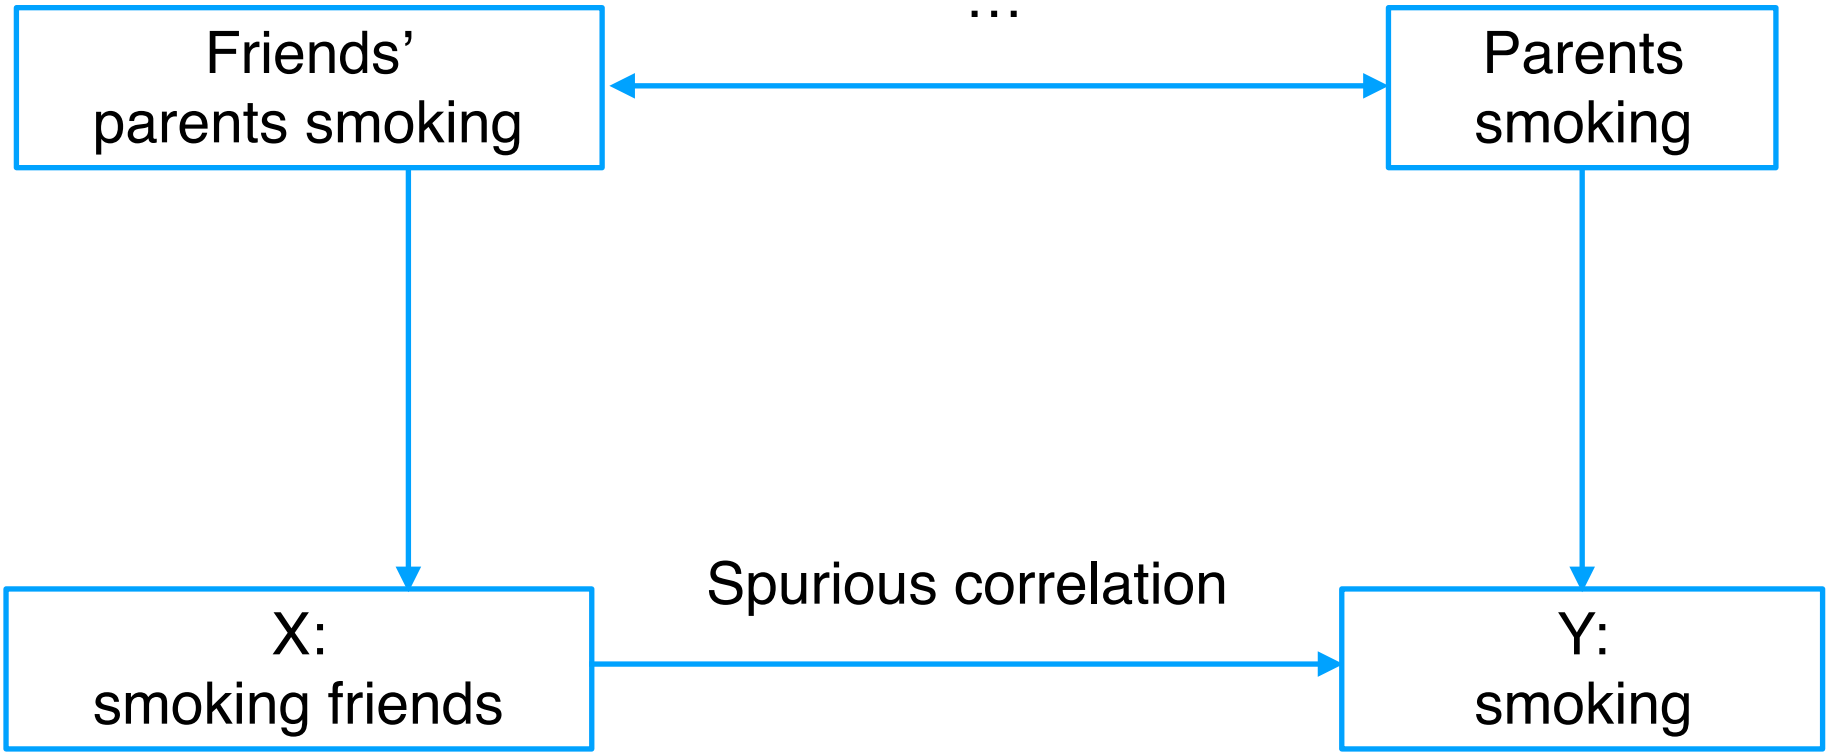 …
Friends’
parents smoking
Parents
smoking
Spurious correlation
X:
smoking friends
Y:
smoking